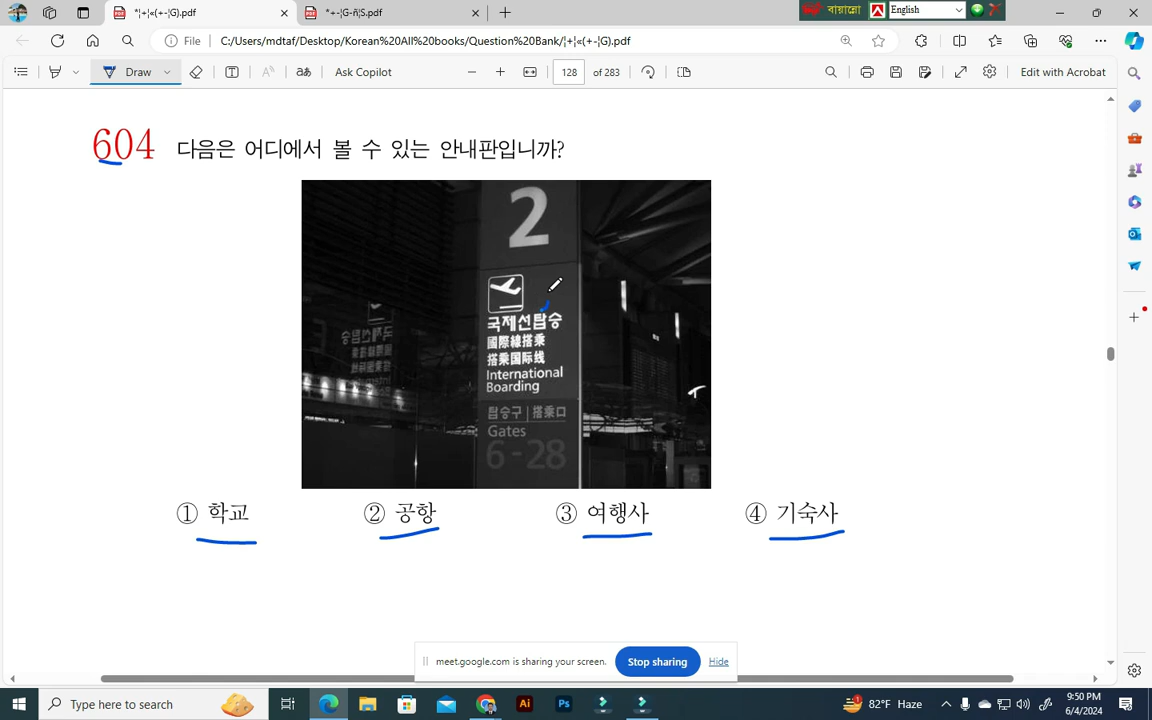 *¦+¦«(+-¦G).pdf
*+-¦G-ñ¦S.pdf
বায়ান্নো
English
File
C:/Users/mdtaf/Desktop/Korean%20All%20books/Question%20Bank/¦+¦«(+-¦G).pdf
Draw
Ask Copilot
128 of 283
Edit with Acrobat
604 다음은 어디에서 볼 수 있는 안내판입니까?
2
국제선탑승
國際線搭乘
搭乘国际线
International
Boarding
탑승구 | 搭乘口
Gates
6-28
① 학교 ② 공항 ③ 여행사 ④ 기숙사
meet.google.com is sharing your screen.
Stop sharing
Hide
Type here to search
82°F Haze
9:50 PM
6/4/2024